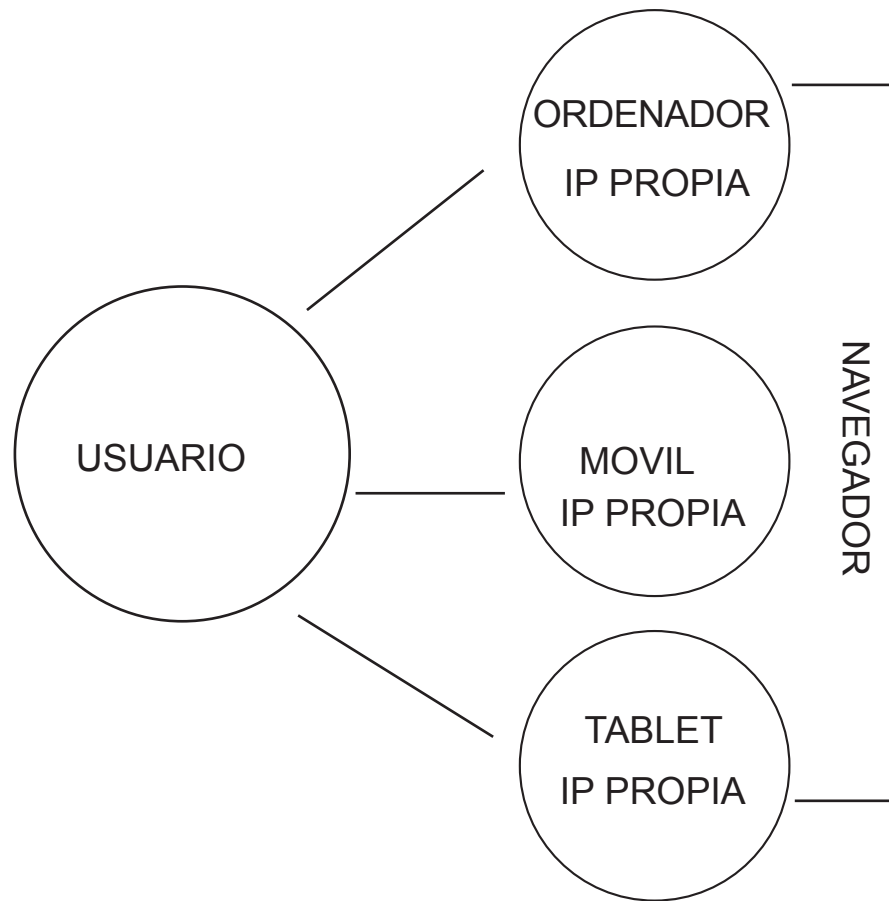 ORDENADOR
IP PROPIA
USUARIO
MOVIL
IP PROPIA
NAVEGADOR
TABLET
IP PROPIA